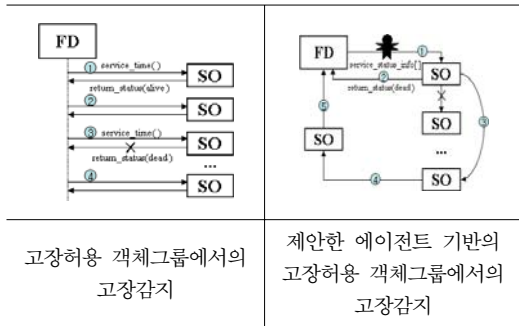 FD
① service_time()
SO
return_status(alive)
②
SO
③ service_time()
SO
return_status(dead)
...
④
SO
FD
①
service_status_info[]
②
return_status(dead)
SO
SO
③
...
⑤
SO
④
SO
고장허용 객체그룹에서의
고장감지
제안한 에이전트 기반의
고장허용 객체그룹에서의
고장감지